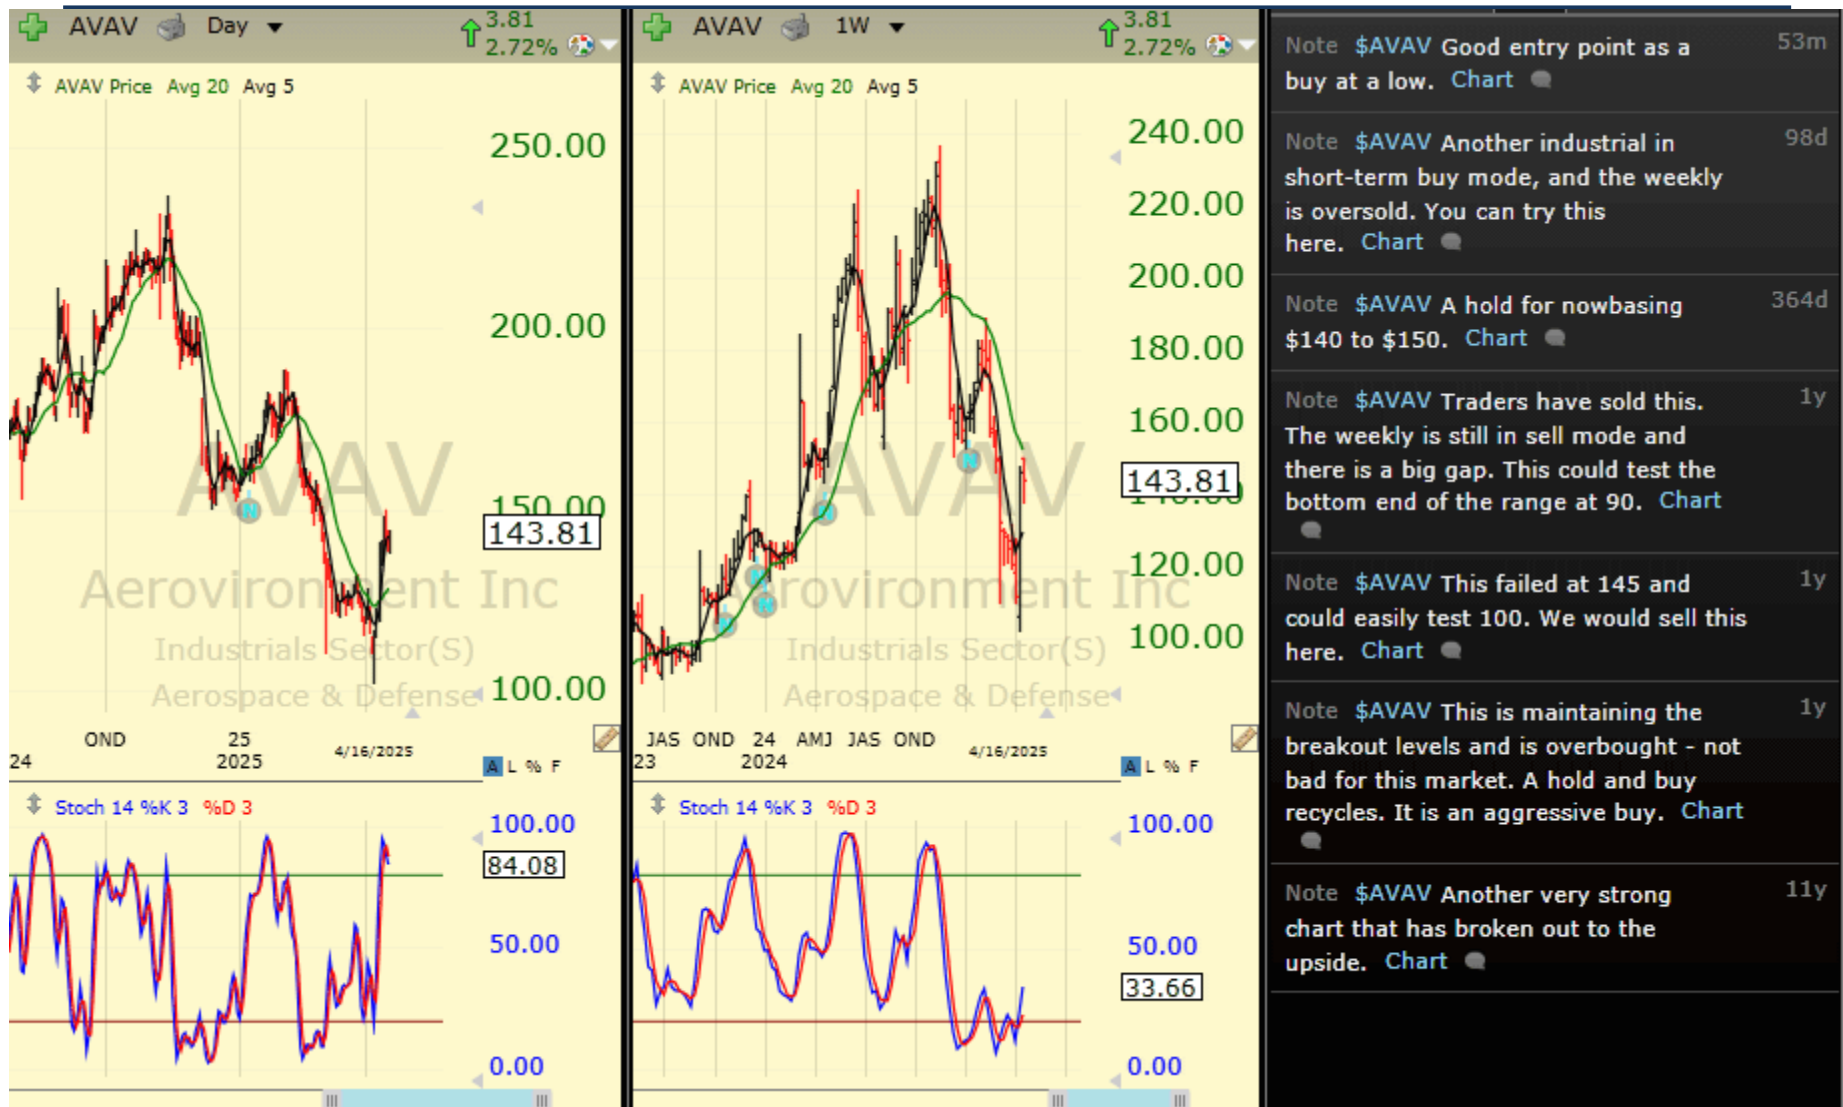 AVAV Day
3.81
2.72%
AVAV Price Avg 20 Avg 5
250.00
200.00
150.00
143.81
100.00
AVAV
Aerovironment Inc
Industrials Sector(S)
Aerospace & Defense
OND 25 4/16/2025
24 2025
A L % F
Stoch 14 %K 3 %D 3
100.00
84.08
50.00
0.00
AVAV 1W
3.81
2.72%
AVAV Price Avg 20 Avg 5
240.00
220.00
200.00
180.00
160.00
143.81
140.00
120.00
100.00
AVAV
Aerovironment Inc
Industrials Sector(S)
Aerospace & Defense
JAS OND 24 AMJ JAS OND 4/16/2025
23 2024
A L % F
Stoch 14 %K 3 %D 3
100.00
50.00
33.66
0.00
Note $AVAV Good entry point as a 53m
buy at a low. Chart
Note $AVAV Another industrial in 98d
short-term buy mode, and the weekly
is oversold. You can try this
here. Chart
Note $AVAV A hold for nowbasing 364d
$140 to $150. Chart
Note $AVAV Traders have sold this. 1y
The weekly is still in sell mode and
there is a big gap. This could test the
bottom end of the range at 90. Chart
Note $AVAV This failed at 145 and 1y
could easily test 100. We would sell this
here. Chart
Note $AVAV This is maintaining the 1y
breakout levels and is overbought - not
bad for this market. A hold and buy
recycles. It is an aggressive buy. Chart
Note $AVAV Another very strong 11y
chart that has broken out to the
upside. Chart
N
N
N
N
N
N